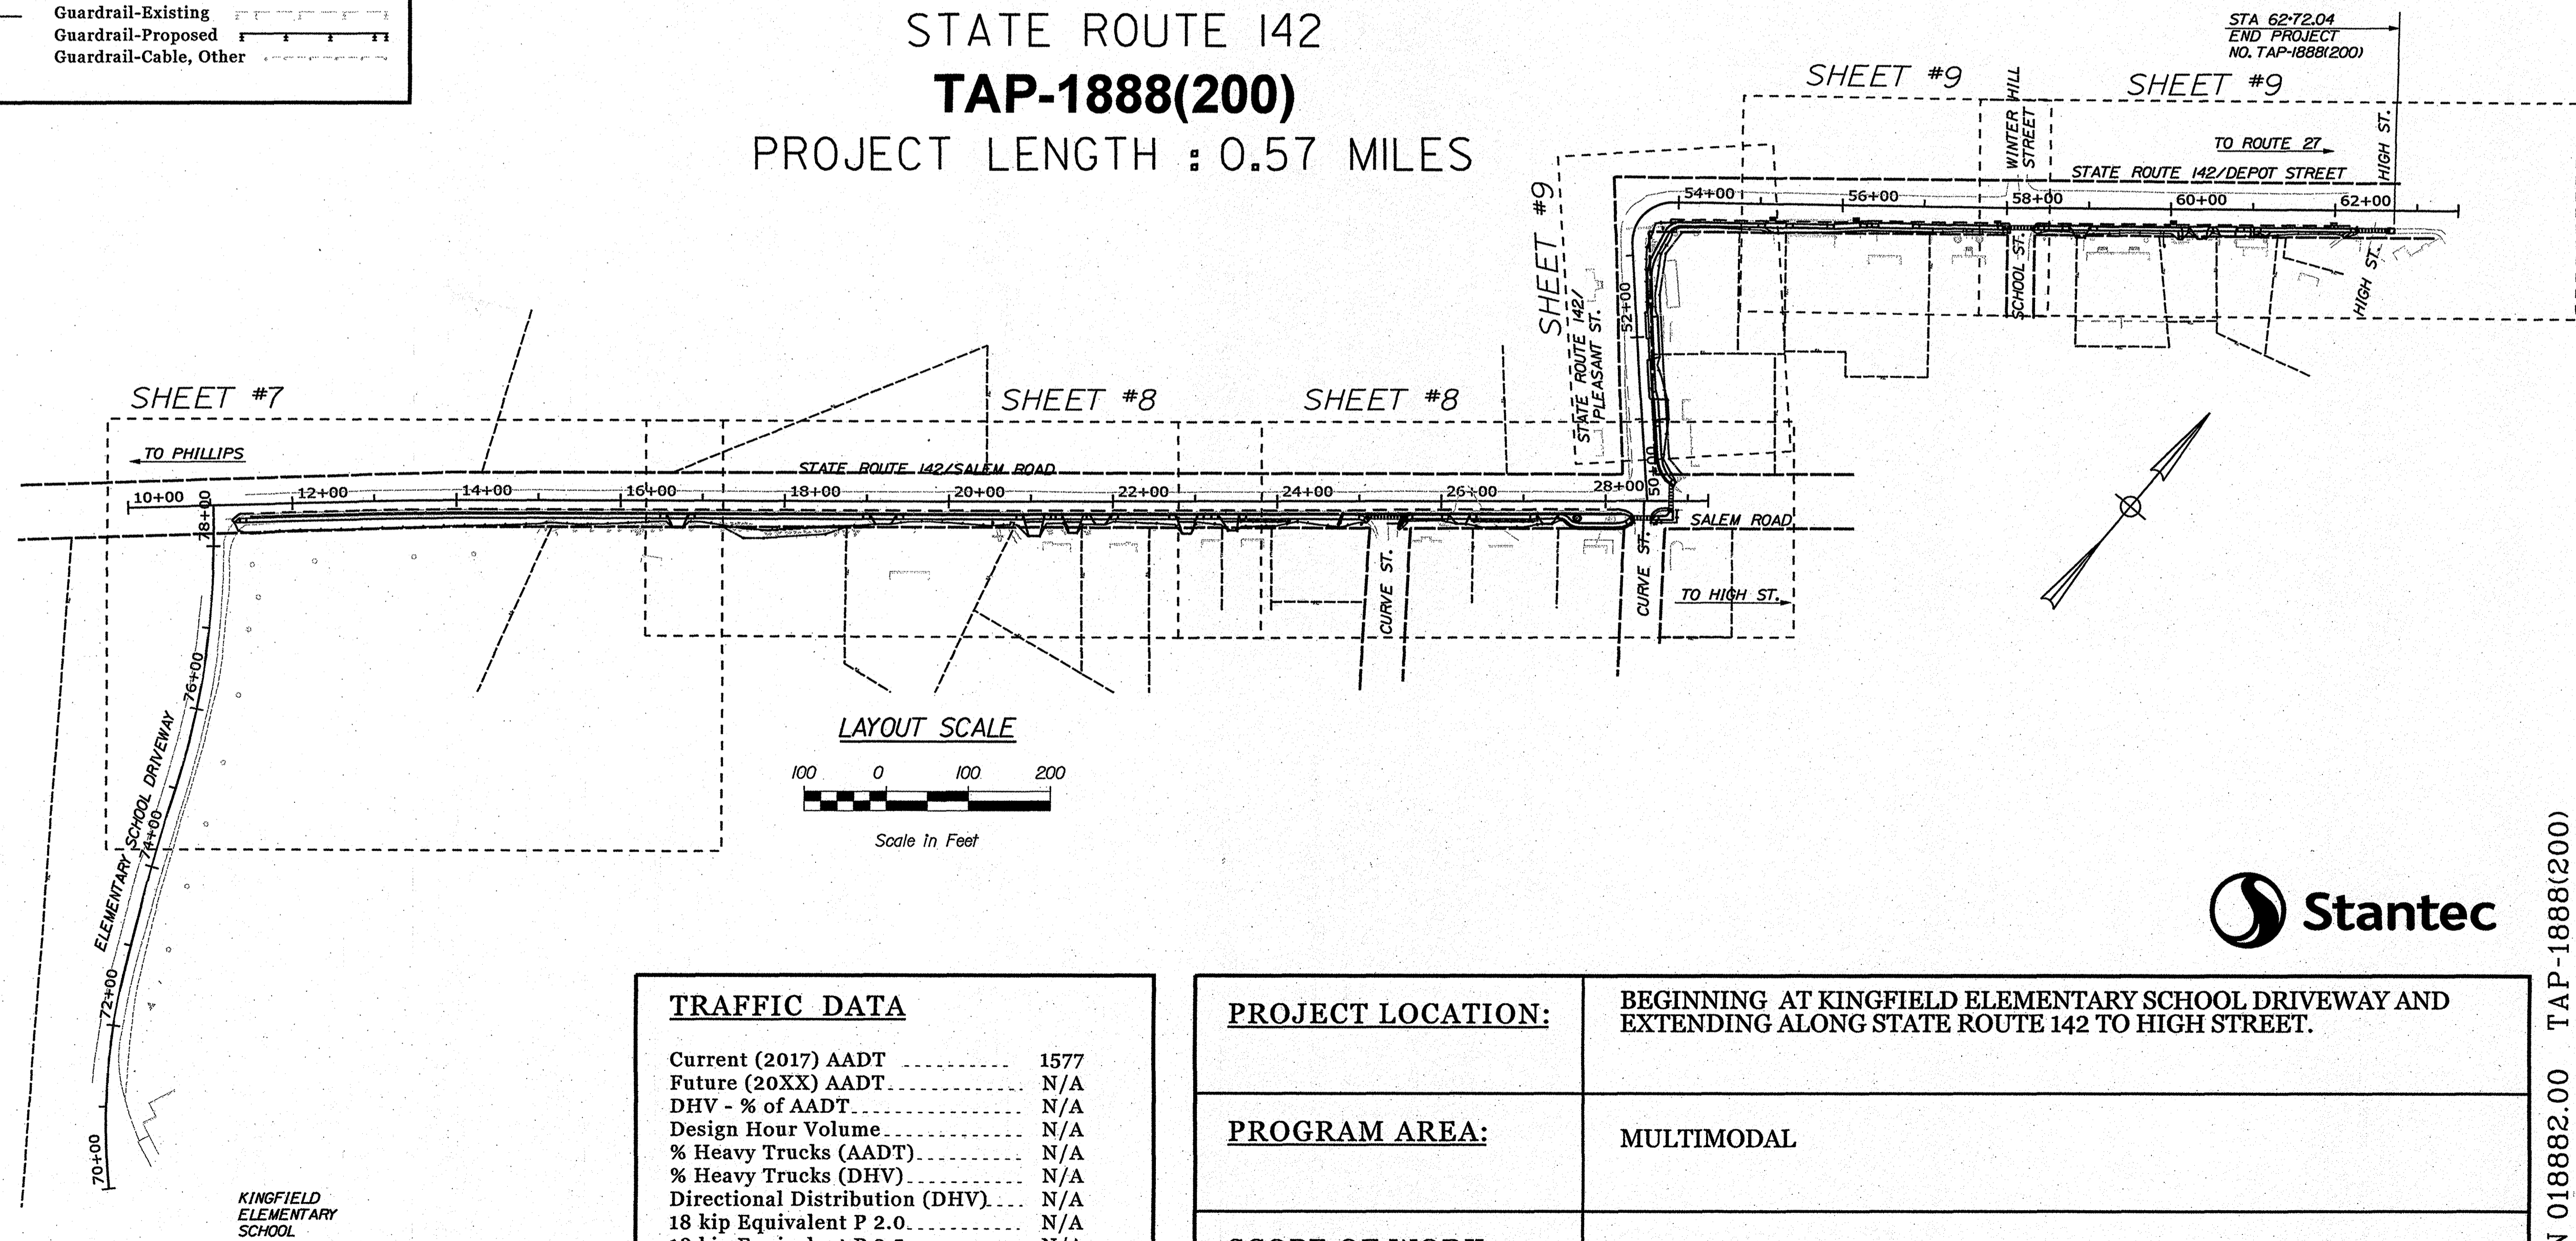 Guardrail-Existing
Guardrail-Proposed
Guardrail-Cable, Other
STATE ROUTE 142
TAP-1888(200)
PROJECT LENGTH : 0.57 MILES
STA 62+72.04
END PROJECT
NO. TAP-1888(200)
SHEET #9
SHEET #9
WINTER HILL
STREET
HIGH ST.
TO ROUTE 27
STATE ROUTE 142/DEPOT STREET
54+00
56+00
58+00
60+00
62+00
SCHOOL ST.
HIGH ST.
SHEET #9
STATE ROUTE 142/
PLEASANT ST.
52+00
50+00
SHEET #7
SHEET #8
SHEET #8
TO PHILLIPS
STATE ROUTE 142/SALEM ROAD
10+00
12+00
14+00
16+00
18+00
20+00
22+00
24+00
26+00
28+00
SALEM ROAD
CURVE ST.
CURVE ST.
TO HIGH ST.
78+00
76+00
74+00
72+00
70+00
ELEMENTARY SCHOOL DRIVEWAY
KINGFIELD
ELEMENTARY
SCHOOL
LAYOUT SCALE
100 0 100 200
Scale in Feet
Stantec
TRAFFIC DATA
Current (2017) AADT 1577
Future (20XX) AADT N/A
DHV - % of AADT N/A
Design Hour Volume N/A
% Heavy Trucks (AADT) N/A
% Heavy Trucks (DHV) N/A
Directional Distribution (DHV) N/A
18 kip Equivalent P 2.0 N/A
PROJECT LOCATION:
BEGINNING AT KINGFIELD ELEMENTARY SCHOOL DRIVEWAY AND
EXTENDING ALONG STATE ROUTE 142 TO HIGH STREET.
PROGRAM AREA:
MULTIMODAL
018882.00 TAP-1888(200)